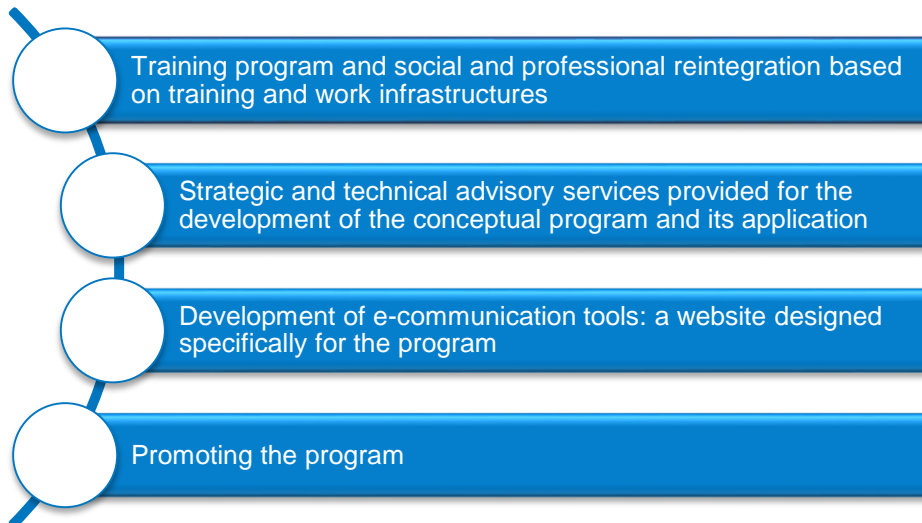 Training program and social and professional reintegration based
on training and work infrastructures
Strategic and technical advisory services provided for the
development of the conceptual program and its application
Development of e-communication tools: a website designed
specifically for the program
Promoting the program